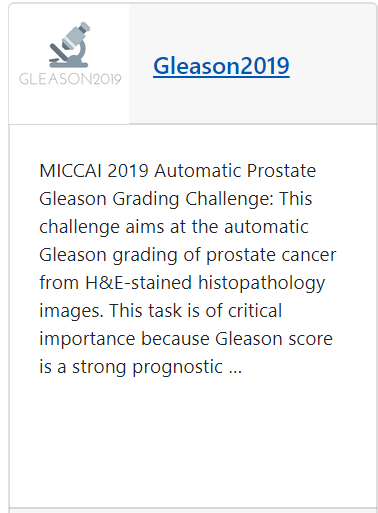 GLEASON2019
Gleason2019
MICCAI 2019 Automatic Prostate
Gleason Grading Challenge: This
challenge aims at the automatic
Gleason grading of prostate cancer
from H&E-stained histopathology
images. This task is of critical
importance because Gleason score
is a strong prognostic ...